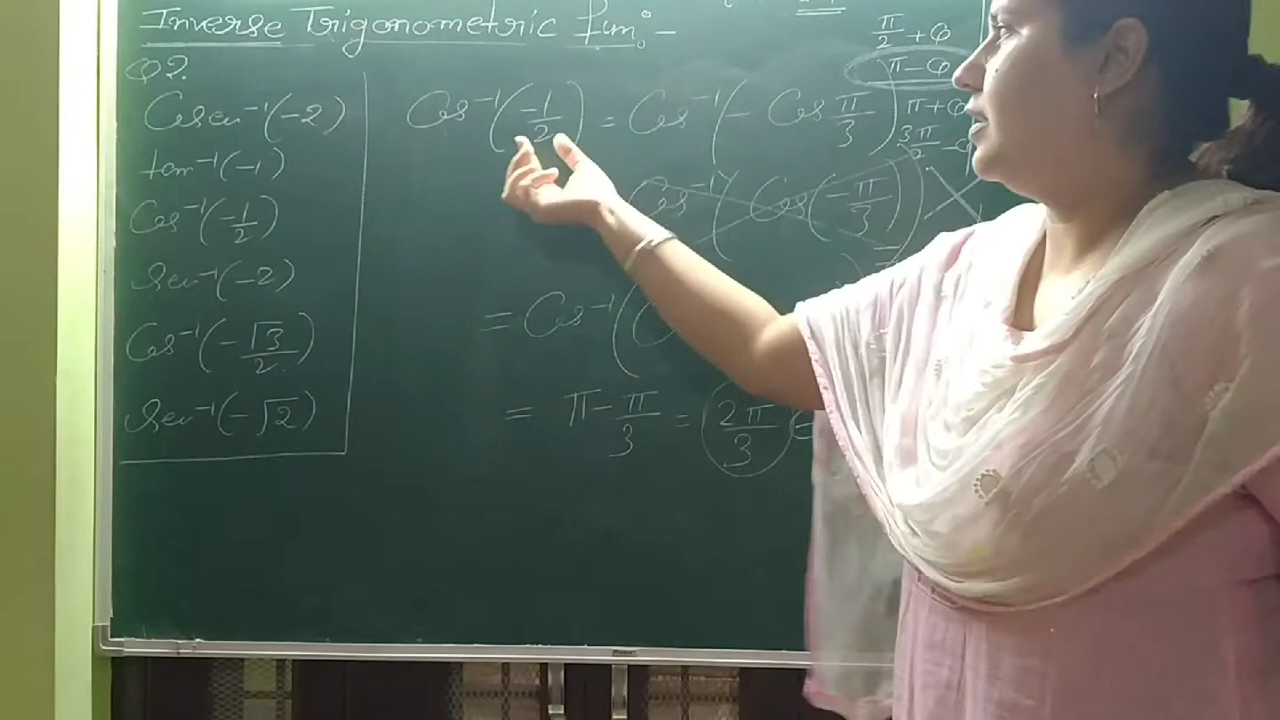 Inverse Trigonometric fun: -
Q2.
Cosec⁻¹(-2)
tan⁻¹(-1)
Cos⁻¹(-1/2)
Sec⁻¹(-2)
Cos⁻¹(-√3/2)
Sec⁻¹(-√2)
Cos⁻¹(-1/2) = Cos⁻¹(- Cos π/3)
Cos⁻¹(Cos(-π/3))
= Cos⁻¹(
= π - π/3 = 2π/3 ∈
π/2 + φ
π - φ
π + φ
3π/2 - φ